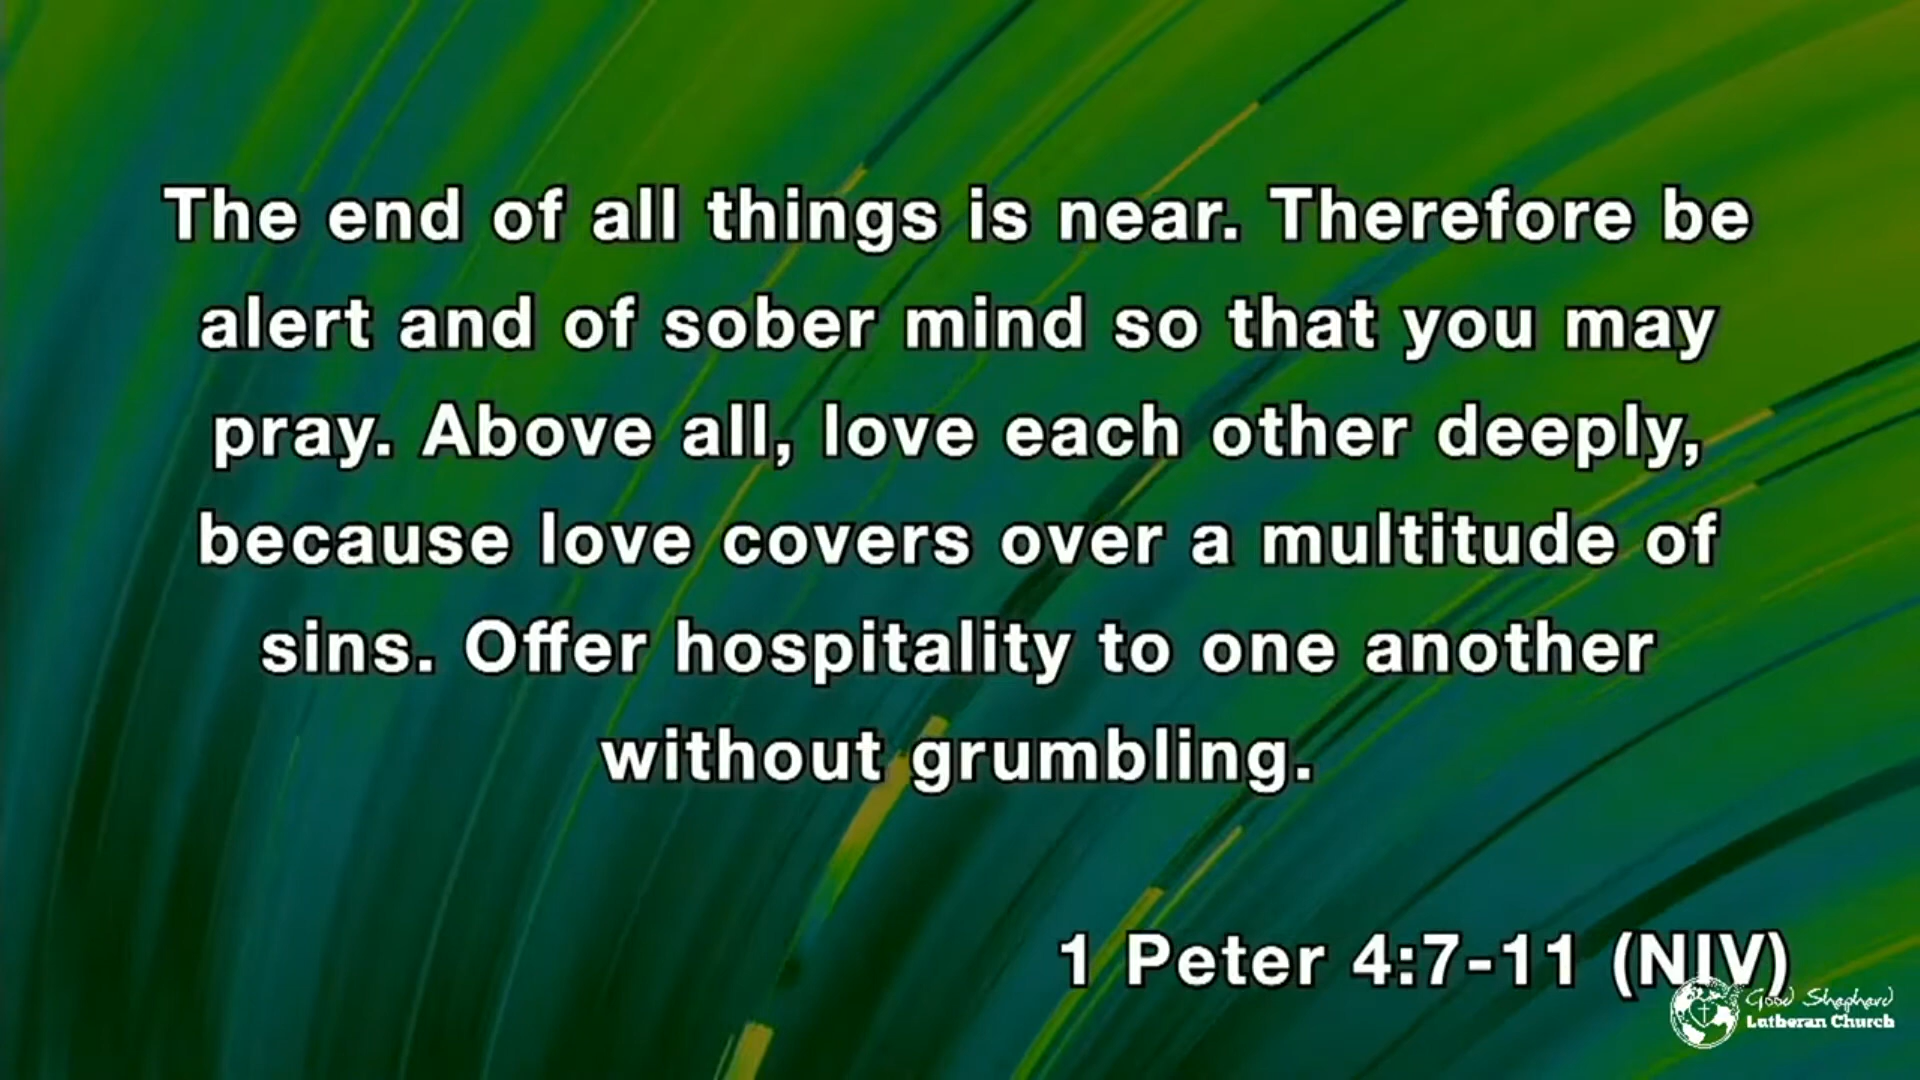 The end of all things is near. Therefore be
alert and of sober mind so that you may
pray. Above all, love each other deeply,
because love covers over a multitude of
sins. Offer hospitality to one another
without grumbling.
1 Peter 4:7-11 (NIV)
Good Shepherd
Lutheran Church